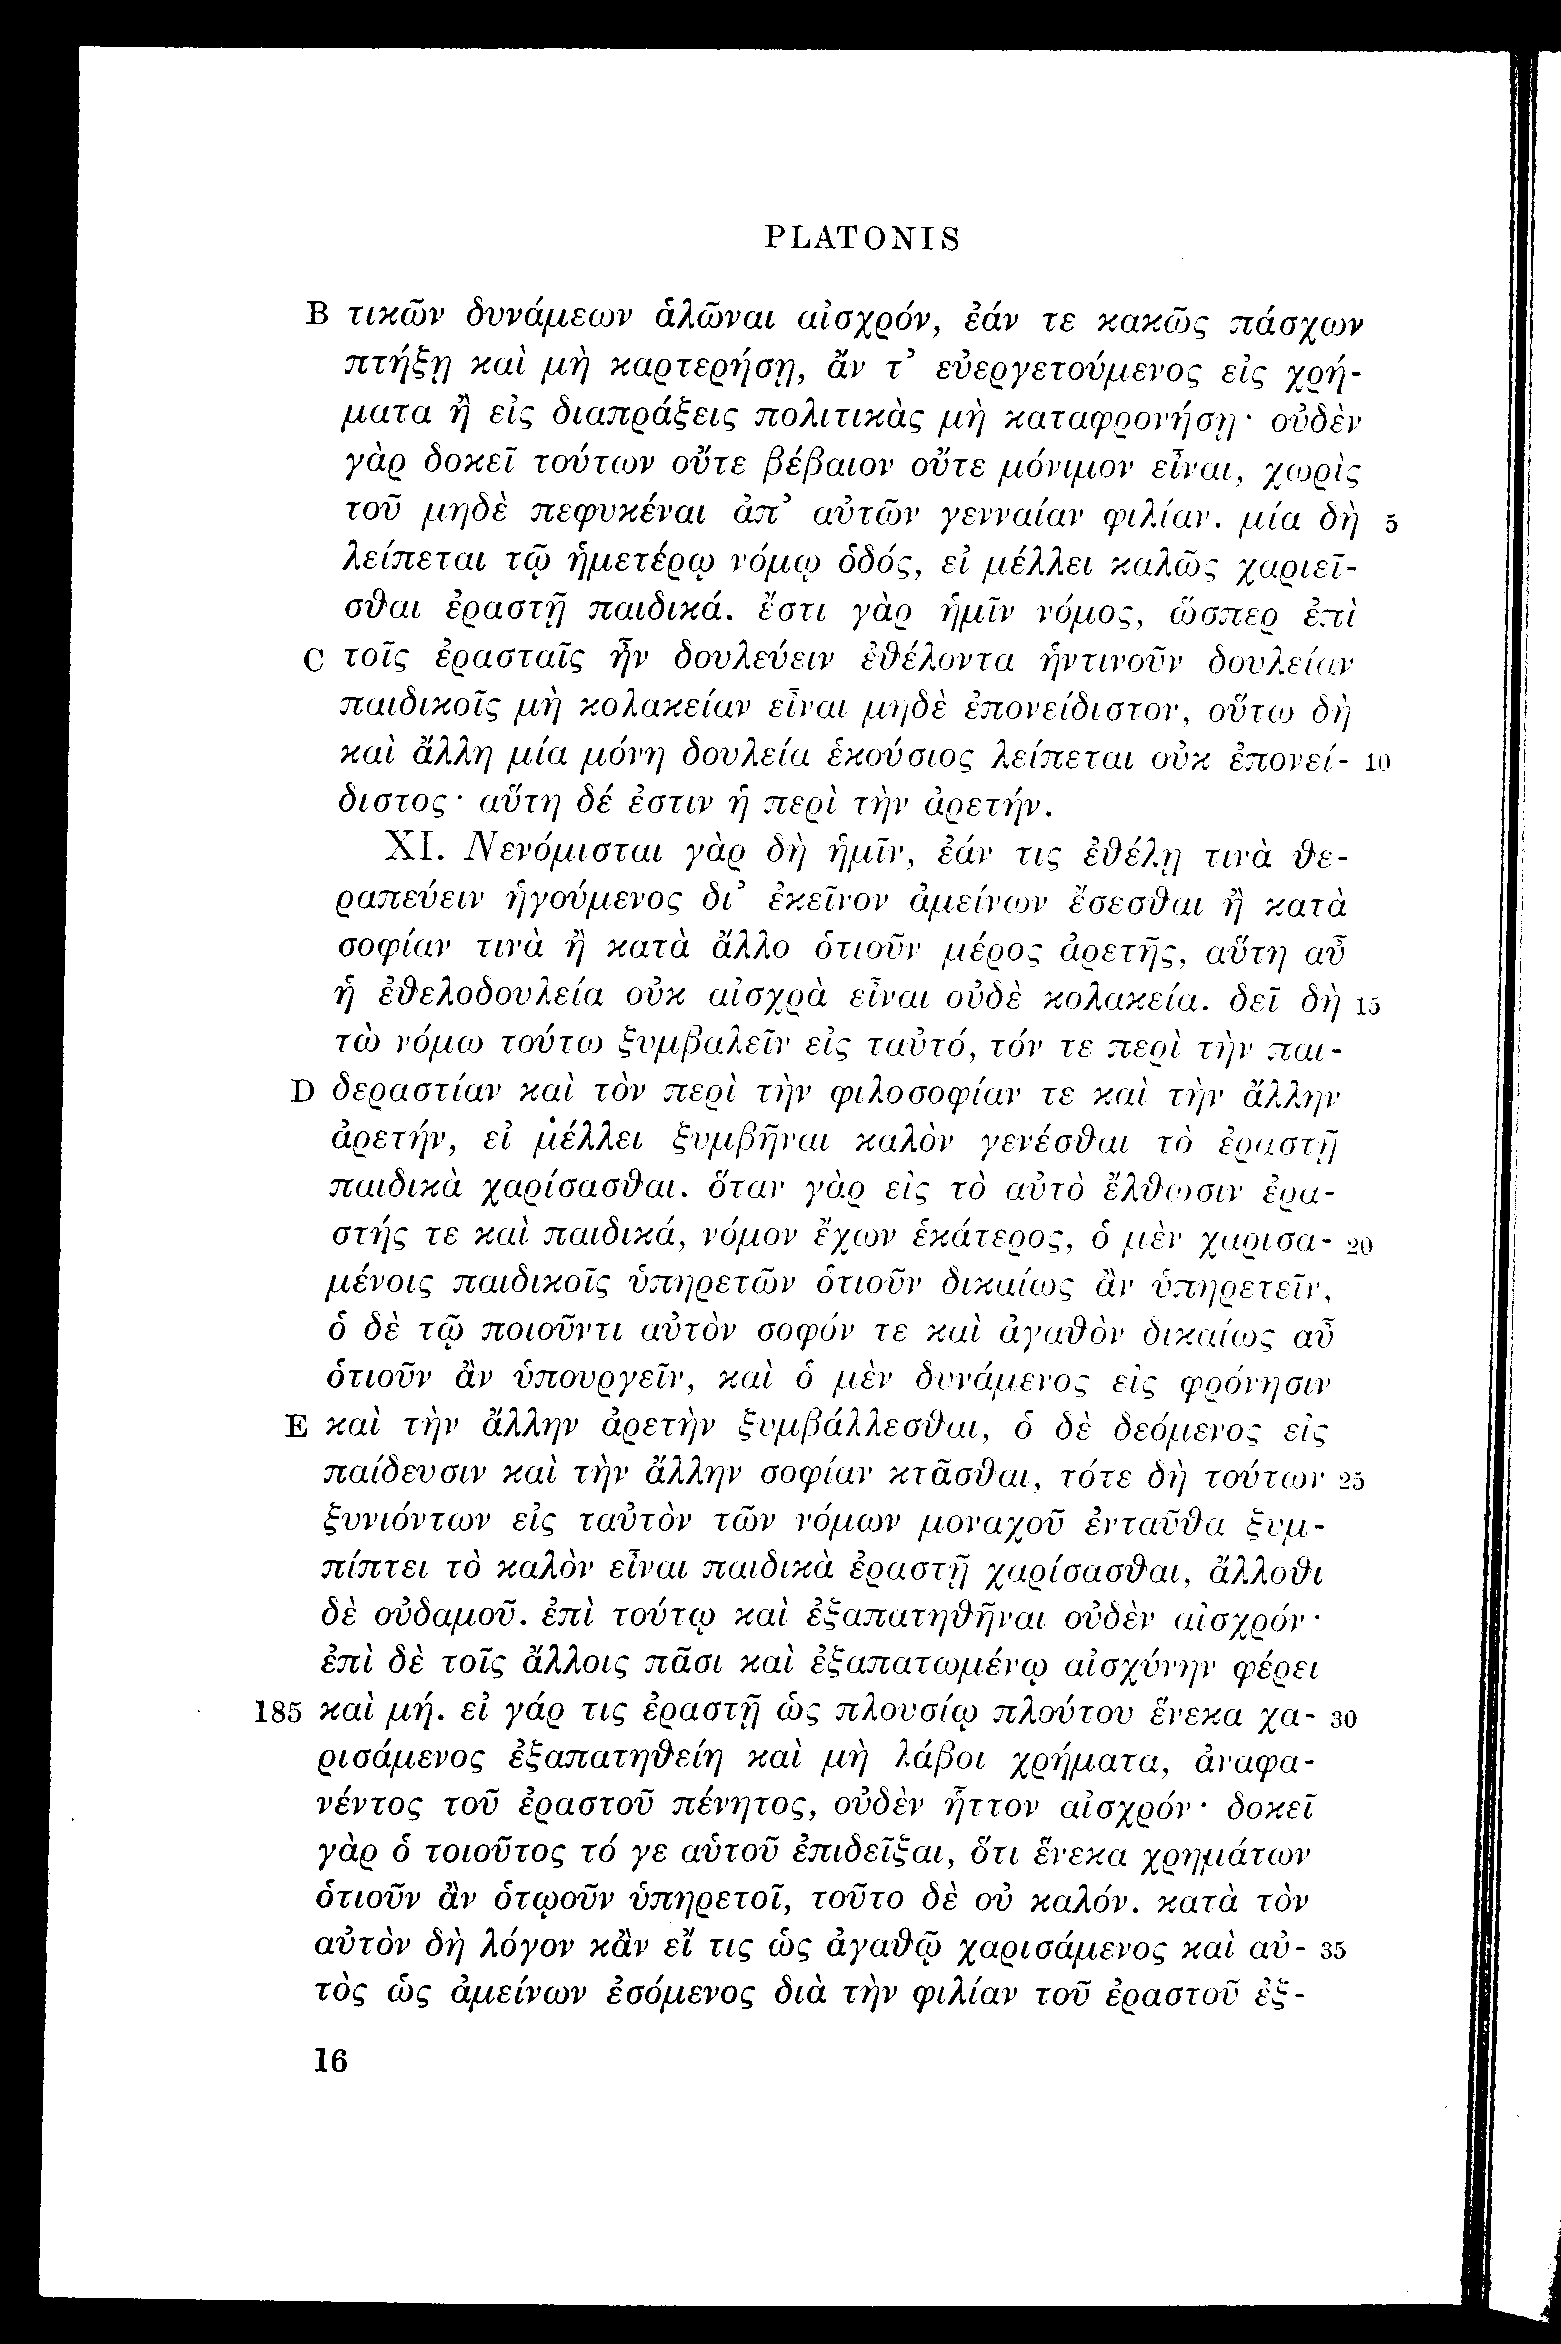 PLATONIS
B τικῶν δυνάμεων ἁλῶναι αἰσχρόν, ἐάν τε κακῶς πάσχων
πτήξῃ καὶ μὴ καρτερήσῃ, ἄν τ’ εὐεργετούμενος εἰς χρή-
ματα ἢ εἰς διαπράξεις πολιτικὰς μὴ καταφρονήσῃ· οὐδὲν
γὰρ δοκεῖ τούτων οὔτε βέβαιον οὔτε μόνιμον εἶναι, χωρὶς
τοῦ μηδὲ πεφυκέναι ἀπ’ αὐτῶν γενναίαν φιλίαν. μία δὴ 5
λείπεται τῷ ἡμετέρῳ νόμῳ ὁδός, εἰ μέλλει καλῶς χαριεῖ-
σθαι ἐραστῇ παιδικά. ἔστι γὰρ ἡμῖν νόμος, ὥσπερ ἐπὶ
C τοῖς ἐρασταῖς ἦν δουλεύειν ἐθέλοντα ἡντινοῦν δουλείαν
παιδικοῖς μὴ κολακείαν εἶναι μηδὲ ἐπονείδιστον, οὕτω δὴ
καὶ ἄλλη μία μόνη δουλεία ἑκούσιος λείπεται οὐκ ἐπονεί- 10
διστος· αὕτη δέ ἐστιν ἡ περὶ τὴν ἀρετήν.
XI. Νενόμισται γὰρ δὴ ἡμῖν, ἐάν τις ἐθέλῃ τινὰ θε-
ραπεύειν ἡγούμενος δι’ ἐκεῖνον ἀμείνων ἔσεσθαι ἢ κατὰ
σοφίαν τινὰ ἢ κατὰ ἄλλο ὁτιοῦν μέρος ἀρετῆς, αὕτη αὖ
ἡ ἐθελοδουλεία οὐκ αἰσχρὰ εἶναι οὐδὲ κολακεία. δεῖ δὴ 15
τὼ νόμω τούτω ξυμβαλεῖν εἰς ταὐτό, τόν τε περὶ τὴν παι-
D δεραστίαν καὶ τὸν περὶ τὴν φιλοσοφίαν τε καὶ τὴν ἄλλην
ἀρετήν, εἰ μέλλει ξυμβῆναι καλὸν γενέσθαι τὸ ἐραστῇ
παιδικὰ χαρίσασθαι. ὅταν γὰρ εἰς τὸ αὐτὸ ἔλθωσιν ἐρα-
στής τε καὶ παιδικά, νόμον ἔχων ἑκάτερος, ὁ μὲν χαρισα- 20
μένοις παιδικοῖς ὑπηρετῶν ὁτιοῦν δικαίως ἂν ὑπηρετεῖν,
ὁ δὲ τῷ ποιοῦντι αὐτὸν σοφόν τε καὶ ἀγαθὸν δικαίως αὖ
ὁτιοῦν ἂν ὑπουργεῖν, καὶ ὁ μὲν δυνάμενος εἰς φρόνησιν
E καὶ τὴν ἄλλην ἀρετὴν ξυμβάλλεσθαι, ὁ δὲ δεόμενος εἰς
παίδευσιν καὶ τὴν ἄλλην σοφίαν κτᾶσθαι, τότε δὴ τούτων 25
ξυνιόντων εἰς ταὐτὸν τῶν νόμων μοναχοῦ ἐνταῦθα ξυμ-
πίπτει τὸ καλὸν εἶναι παιδικὰ ἐραστῇ χαρίσασθαι, ἄλλοθι
δὲ οὐδαμοῦ. ἐπὶ τούτῳ καὶ ἐξαπατηθῆναι οὐδὲν αἰσχρόν·
ἐπὶ δὲ τοῖς ἄλλοις πᾶσι καὶ ἐξαπατωμένῳ αἰσχύνην φέρει
185 καὶ μή. εἰ γάρ τις ἐραστῇ ὡς πλουσίῳ πλούτου ἕνεκα χα- 30
ρισάμενος ἐξαπατηθείη καὶ μὴ λάβοι χρήματα, ἀναφα-
νέντος τοῦ ἐραστοῦ πένητος, οὐδὲν ἧττον αἰσχρόν· δοκεῖ
γὰρ ὁ τοιοῦτος τό γε αὑτοῦ ἐπιδεῖξαι, ὅτι ἕνεκα χρημάτων
ὁτιοῦν ἂν ὁτῳοῦν ὑπηρετοῖ, τοῦτο δὲ οὐ καλόν. κατὰ τὸν
αὐτὸν δὴ λόγον κἂν εἴ τις ὡς ἀγαθῷ χαρισάμενος καὶ αὐ- 35
τὸς ὡς ἀμείνων ἐσόμενος διὰ τὴν φιλίαν τοῦ ἐραστοῦ ἐξ-
16